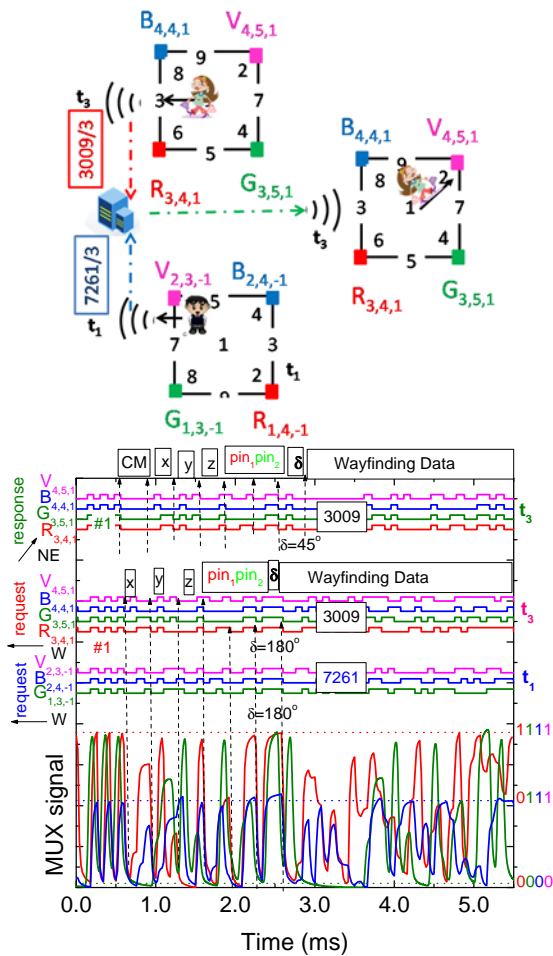 B4,4,1 V4,5,1
9
8 2
t3 3 7
6 4
5
3009/3
R3,4,1 G3,5,1
B4,4,1 V4,5,1
9
8 2
3 1 7
t3
6 4
5
R3,4,1 G3,5,1
7261/3
V2,3,-1 B2,4,-1
5
4
t1 7 1 3
t1
8 2
G1,3,-1 R1,4,-1
CM x y z pin1pin2 δ Wayfinding Data
response
V4,5,1
B4,4,1
G3,5,1
R3,4,1
#1
3009
t3
NE
δ=45°
x y z pin1pin2 δ Wayfinding Data
request
V4,5,1
B4,4,1
G3,5,1
R3,4,1
#1
3009
t3
W
δ=180°
request
V2,3,-1
B2,4,-1
G1,3,-1
7261
t1
W
δ=180°
MUX signal
1111
0111
0000
0.0 1.0 2.0 3.0 4.0 5.0
Time (ms)